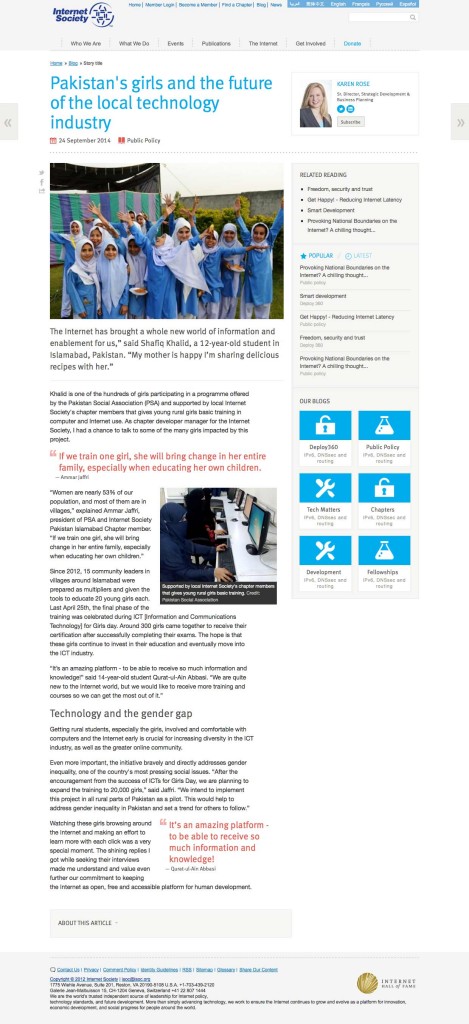 Internet
Society
Home | Member Login | Become a Member | Find a Chapter | Blog | News
English Français Русский Español
Who We Are What We Do Events Publications The Internet Get Involved Donate
Home » Blog » Story title
Pakistan's girls and the future
of the local technology
industry
24 September 2014 Public Policy
KAREN ROSE
Sr. Director, Strategic Development &
Business Planning
Subscribe
«
»
RELATED READING
Freedom, security and trust
Get Happy! - Reducing Internet Latency
Smart Development
Provoking National Boundaries on the
Internet? A chilling thought...
POPULAR LATEST
Provoking National Boundaries on the
Internet? A chilling thought...
Public policy
Smart development
Deploy 360
Get Happy! - Reducing Internet Latency
Public policy
Freedom, security and trust
Deploy 360
Provoking National Boundaries on the
Internet? A chilling thought...
Public policy
OUR BLOGS
Deploy360
IPv6, DNSsec and
routing
Public Policy
IPv6, DNSsec and
routing
Tech Matters
IPv6, DNSsec and
routing
Chapters
IPv6, DNSsec and
routing
Development
IPv6, DNSsec and
routing
Fellowships
IPv6, DNSsec and
routing
The Internet has brought a whole new world of information and
enablement for us,” said Shafiq Khalid, a 12-year-old student in
Islamabad, Pakistan. “My mother is happy I’m sharing delicious
recipes with her.”
Khalid is one of the hundreds of girls participating in a programme offered
by the Pakistan Social Association (PSA) and supported by local Internet
Society's chapter members that gives young rural girls basic training in
computer and Internet use. As chapter developer manager for the Internet
Society, I had a chance to talk to some of the many girls impacted by this
project.
“ If we train one girl, she will bring change in her entire
family, especially when educating her own children.
— Ammar Jaffri
“Women are nearly 53% of our
population, and most of them are in
villages,” explained Ammar Jaffri,
president of PSA and Internet Society
Pakistan Islamabad Chapter member.
“If we train one girl, she will bring
change in her entire family, especially
when educating her own children.”
Supported by local Internet Society's chapter members
that gives young rural girls basic training. Credit:
Pakistan Social Association
Since 2012, 15 community leaders in
villages around Islamabad were
prepared as multipliers and given the
tools to educate 20 young girls each.
Last April 25th, the final phase of the
training was celebrated during ICT [Information and Communications
Technology] for Girls day. Around 300 girls came together to receive their
certification after successfully completing their exams. The hope is that
these girls continue to invest in their education and eventually move into
the ICT industry.
“It's an amazing platform - to be able to receive so much information and
knowledge!” said 14-year-old student Qurat-ul-Ain Abbasi. “We are quite
new to the Internet world, but we would like to receive more training and
courses so we can get the most out of it.”
Technology and the gender gap
Getting rural students, especially the girls, involved and comfortable with
computers and the Internet early is crucial for increasing diversity in the ICT
industry, as well as the greater online community.
Even more important, the initiative bravely and directly addresses gender
inequality, one of the country's most pressing social issues. “After the
encouragement from the success of ICTs for Girls Day, we are planning to
expand the training to 20,000 girls,” said Jaffri. “We intend to implement
this project in all rural parts of Pakistan as a pilot. This would help to
address gender inequality in Pakistan and set a trend for others to follow.”
Watching these girls browsing around
the Internet and making an effort to
learn more with each click was a very
special moment. The shining replies I
got while seeking their interviews
made me understand and value even
further our commitment to keeping
the Internet as open, free and accessible platform for human development.
“ It's an amazing platform -
to be able to receive so
much information and
knowledge!
— Qurat-ul-Ain Abbasi
ABOUT THIS ARTICLE
Contact Us | Privacy | Comment Policy | Identity Guidelines | RSS | Sitemap | Glossary | Share Our Content
Copyright © 2012 Internet Society | isoc@isoc.org
1775 Wiehle Avenue, Suite 201, Reston, VA 20190-5108 U.S.A. +1-703-439-2120
Galerie Jean-Malbuisson 15, CH-1204 Geneva, Switzerland +41 22 807 1444
We are the world's trusted independent source of leadership for Internet policy,
technology standards, and future development. More than simply advancing technology, we work to ensure the Internet continues to grow and evolve as a platform for innovation,
economic development, and social progress for people around the world.
INTERNET
HALL of FAME